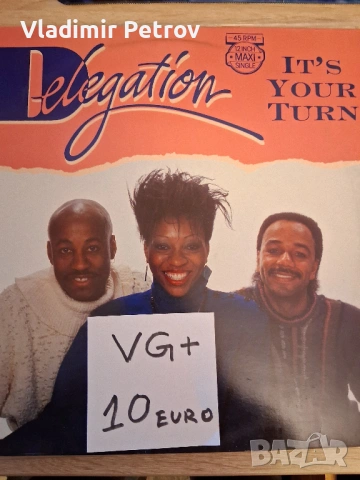 Vladimir Petrov
Delegation
45 RPM
12 INCH
MAXI
SINGLE
IT'S
YOUR
TURN
VG+
10 EURO
BAZAR